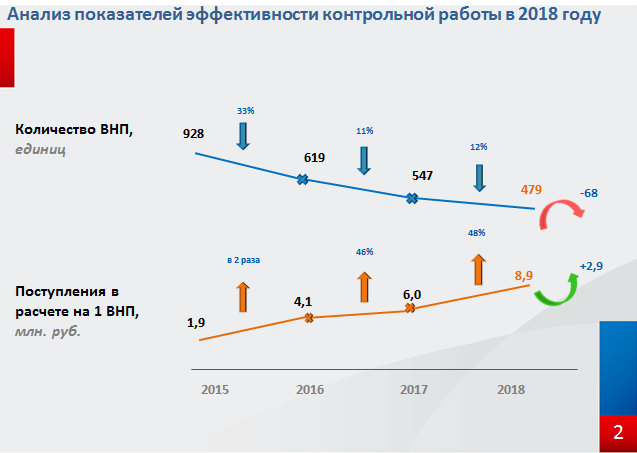 Анализ показателей эффективности контрольной работы в 2018 году
33%
Количество ВНП,
единиц
928
11%
619
12%
547
479
-68
в 2 раза
46%
48%
+2,9
Поступления в
расчете на 1 ВНП,
млн. руб.
1,9
4,1
6,0
8,9
2015 2016 2017 2018
2